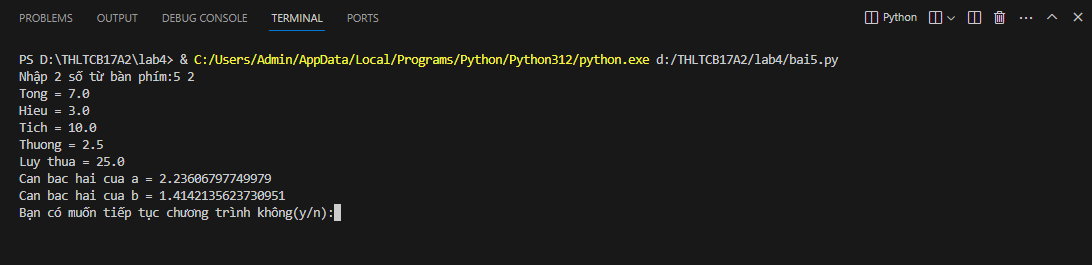 PROBLEMS OUTPUT DEBUG CONSOLE TERMINAL PORTS Python
PS D:\THLTCB17A2\lab4> & C:/Users/Admin/AppData/Local/Programs/Python/Python312/python.exe d:/THLTCB17A2/lab4/bai5.py
Nhập 2 số từ bàn phím:5 2
Tong = 7.0
Hieu = 3.0
Tich = 10.0
Thuong = 2.5
Luy thua = 25.0
Can bac hai cua a = 2.23606797749979
Can bac hai cua b = 1.4142135623730951
Bạn có muốn tiếp tục chương trình không(y/n):